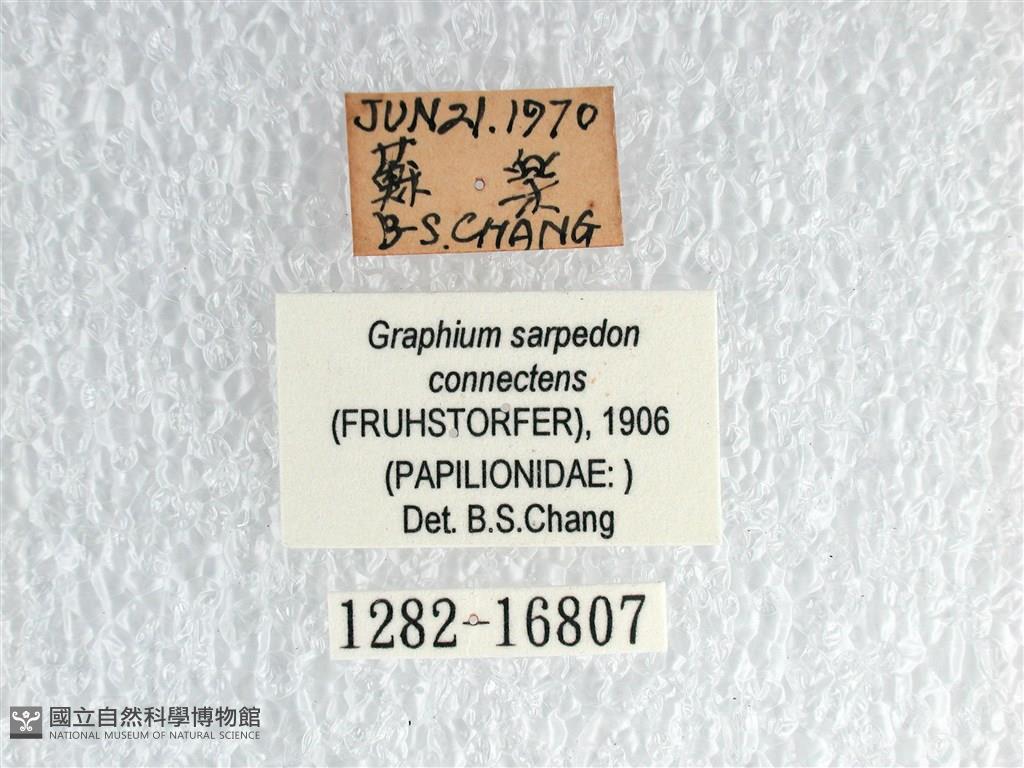 JUN21.1970
蘇 楽
B-S.CHANG
Graphium sarpedon
connectens
(FRUHSTORFER), 1906
(PAPILIONIDAE: )
Det. B.S.Chang
1282-16807
國立自然科學博物館
NATIONAL MUSEUM OF NATURAL SCIENCE